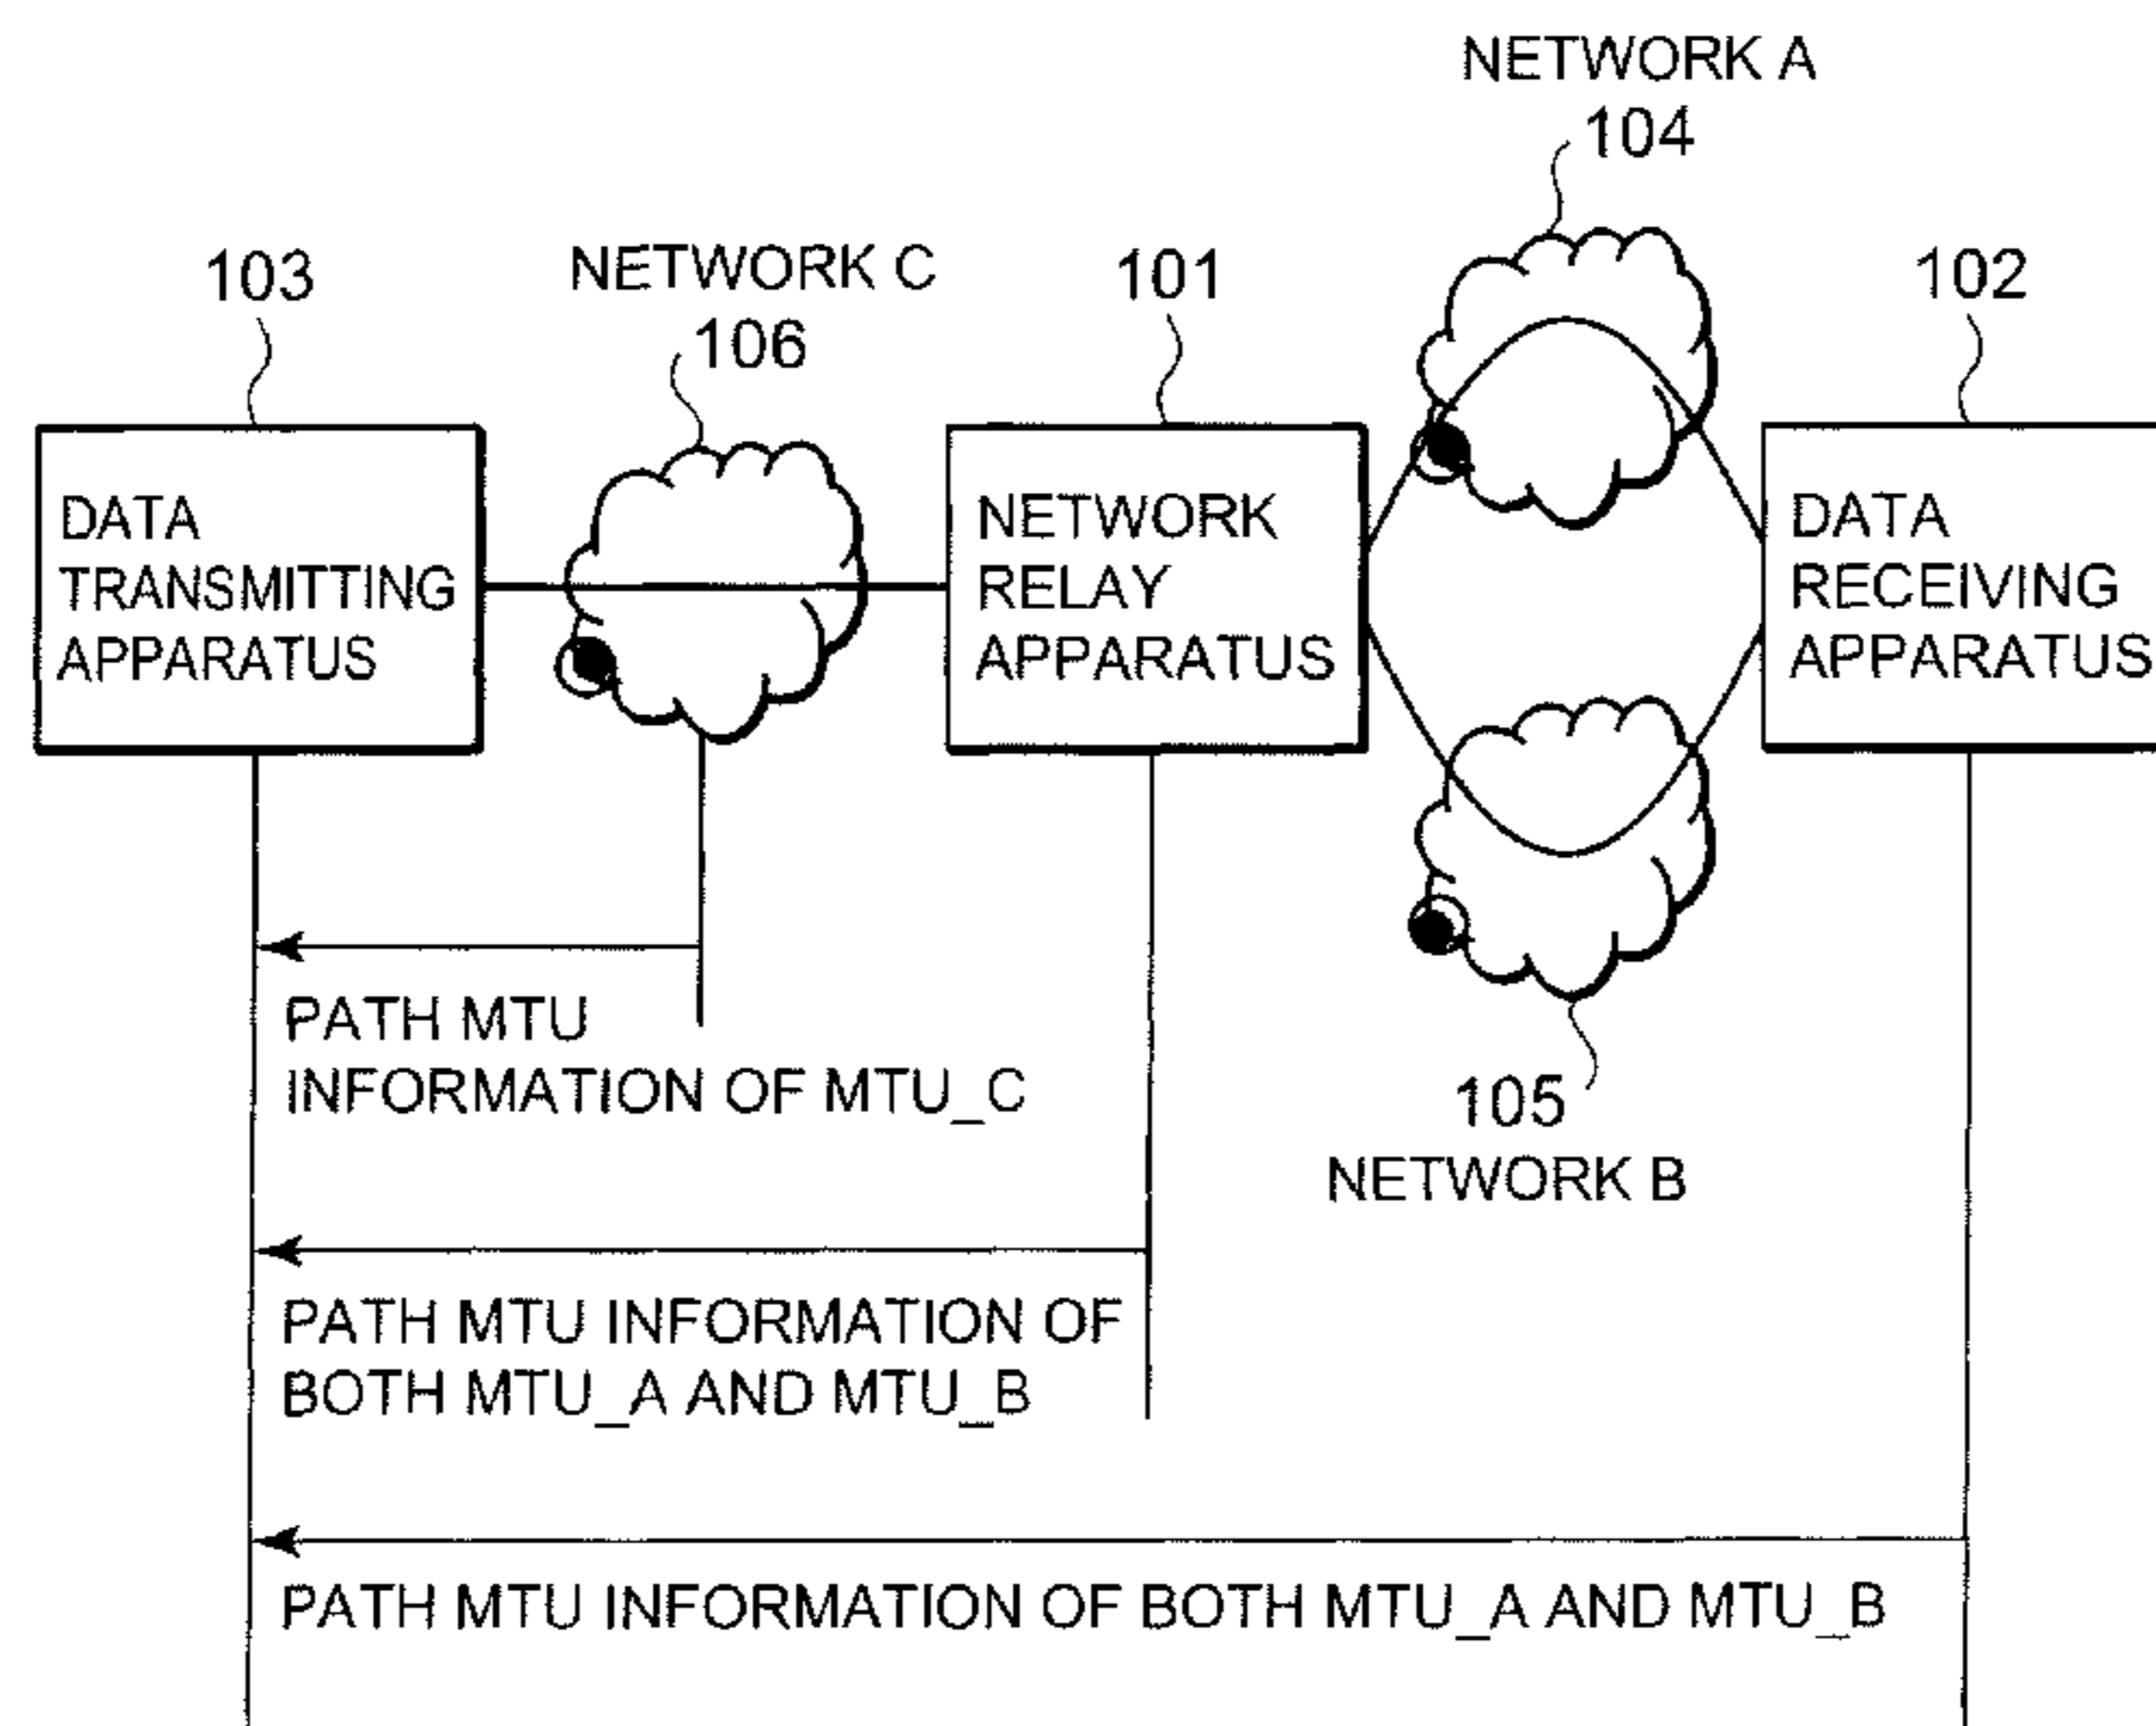 NETWORK A
104
103
NETWORK C
106
101
102
DATA
TRANSMITTING
APPARATUS
NETWORK
RELAY
APPARATUS
DATA
RECEIVING
APPARATUS
PATH MTU
INFORMATION OF MTU_C
105
NETWORK B
PATH MTU INFORMATION OF
BOTH MTU_A AND MTU_B
PATH MTU INFORMATION OF BOTH MTU_A AND MTU_B